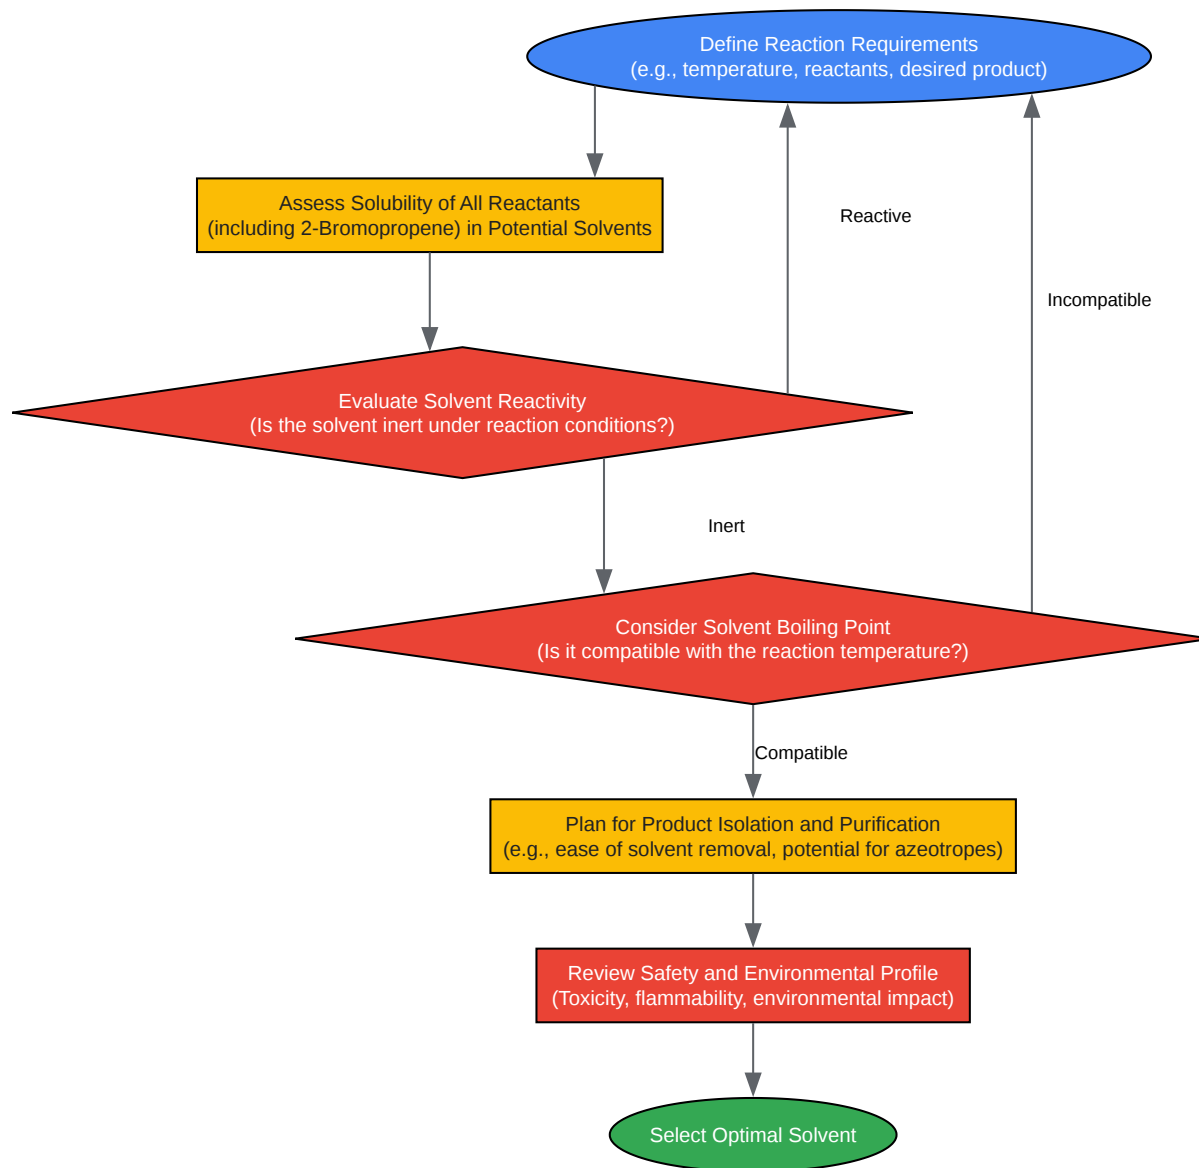 Define Reaction Requirements
(e.g., temperature, reactants, desired product)
Assess Solubility of All Reactants
(including 2-Bromopropene) in Potential Solvents
Reactive
Incompatible
Evaluate Solvent Reactivity
(Is the solvent inert under reaction conditions?)
Inert
Consider Solvent Boiling Point
(Is it compatible with the reaction temperature?)
Compatible
Plan for Product Isolation and Purification
(e.g., ease of solvent removal, potential for azeotropes)
Review Safety and Environmental Profile
(Toxicity, flammability, environmental impact)
Select Optimal Solvent